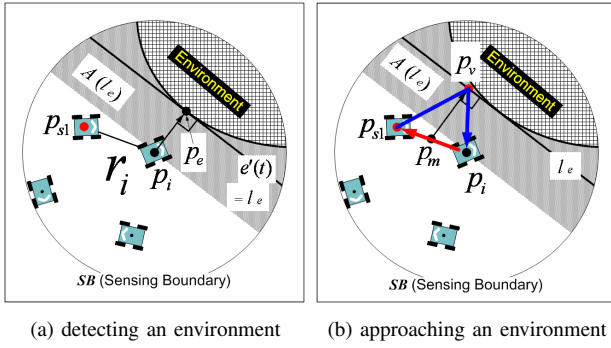 A(l_e)
Environment
p_s1
r_i
p_i
p_e
e'(t)
= l_e
SB (Sensing Boundary)
(a) detecting an environment
A(l_e)
p_v
Environment
p_s1
p_m
p_i
l_e
SB (Sensing Boundary)
(b) approaching an environment